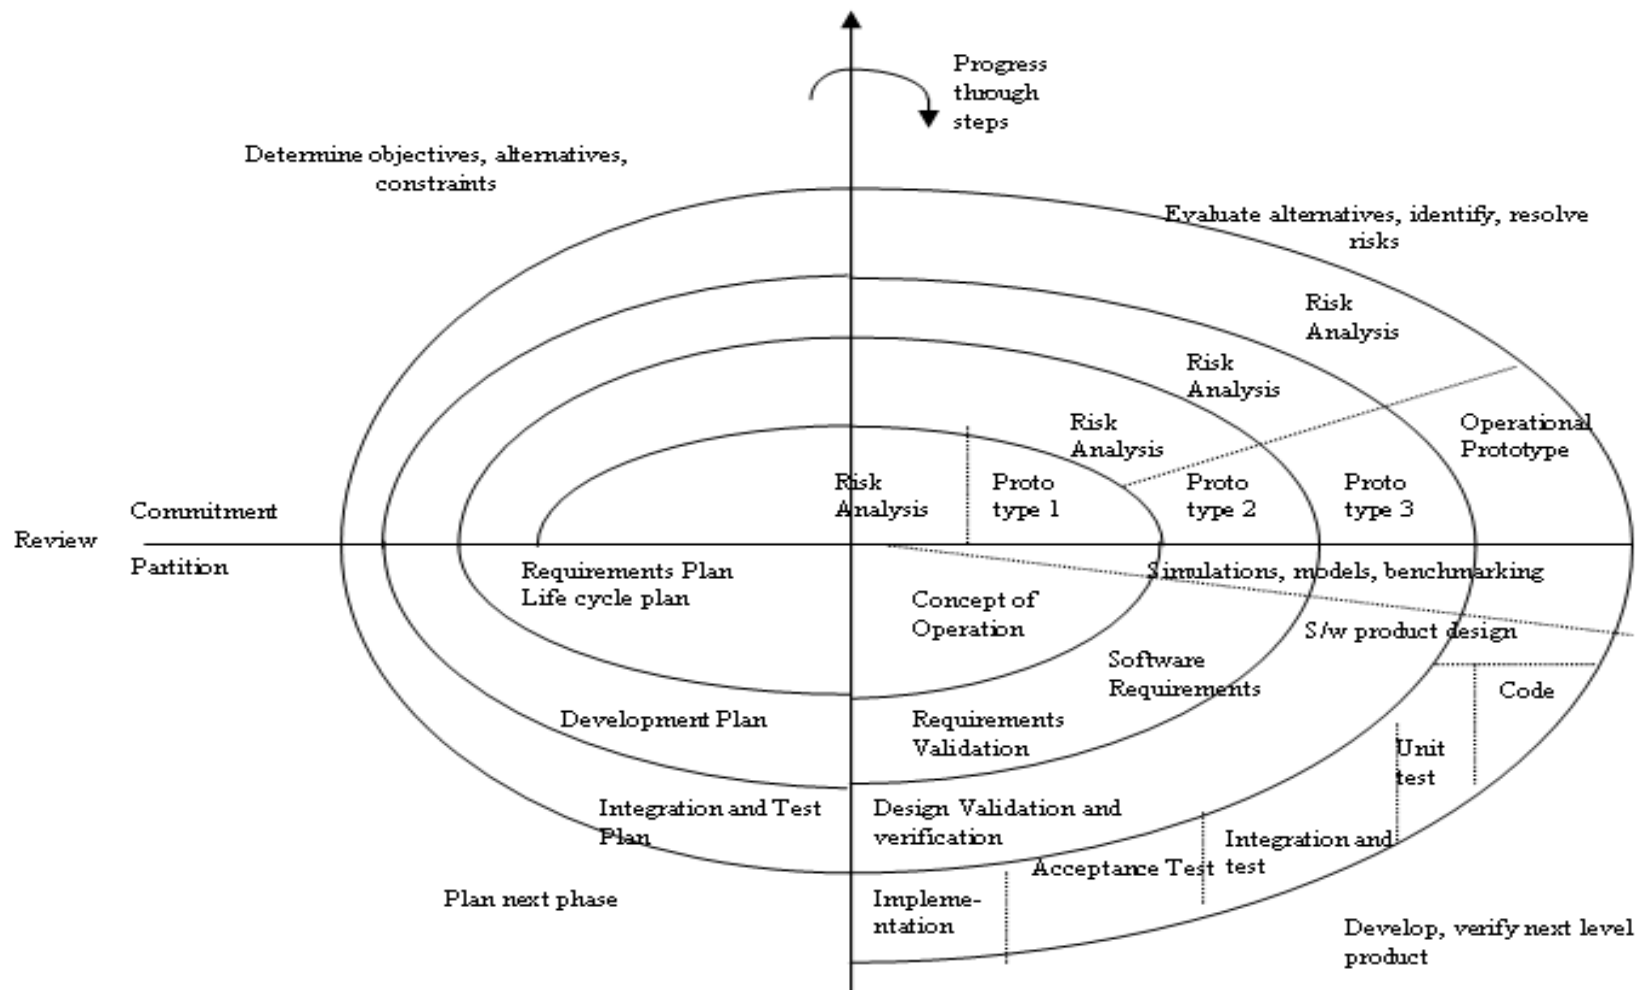 Progress
through
steps
Determine objectives, alternatives,
constraints
Evaluate alternatives, identify, resolve
risks
Risk
Analysis
Risk
Analysis
Risk
Analysis
Operational
Prototype
Risk
Analysis
Proto
type 1
Proto
type 2
Proto
type 3
Commitment
Review
Partition
Requirements Plan
Life cycle plan
Simulations, models, benchmarking
Concept of
Operation
S/w product design
Software
Requirements
Code
Development Plan
Requirements
Validation
Unit
test
Integration and Test
Plan
Design Validation and
verification
Integration and
test
Acceptance Test
Plan next phase
Impleme-
ntation
Develop, verify next level
product